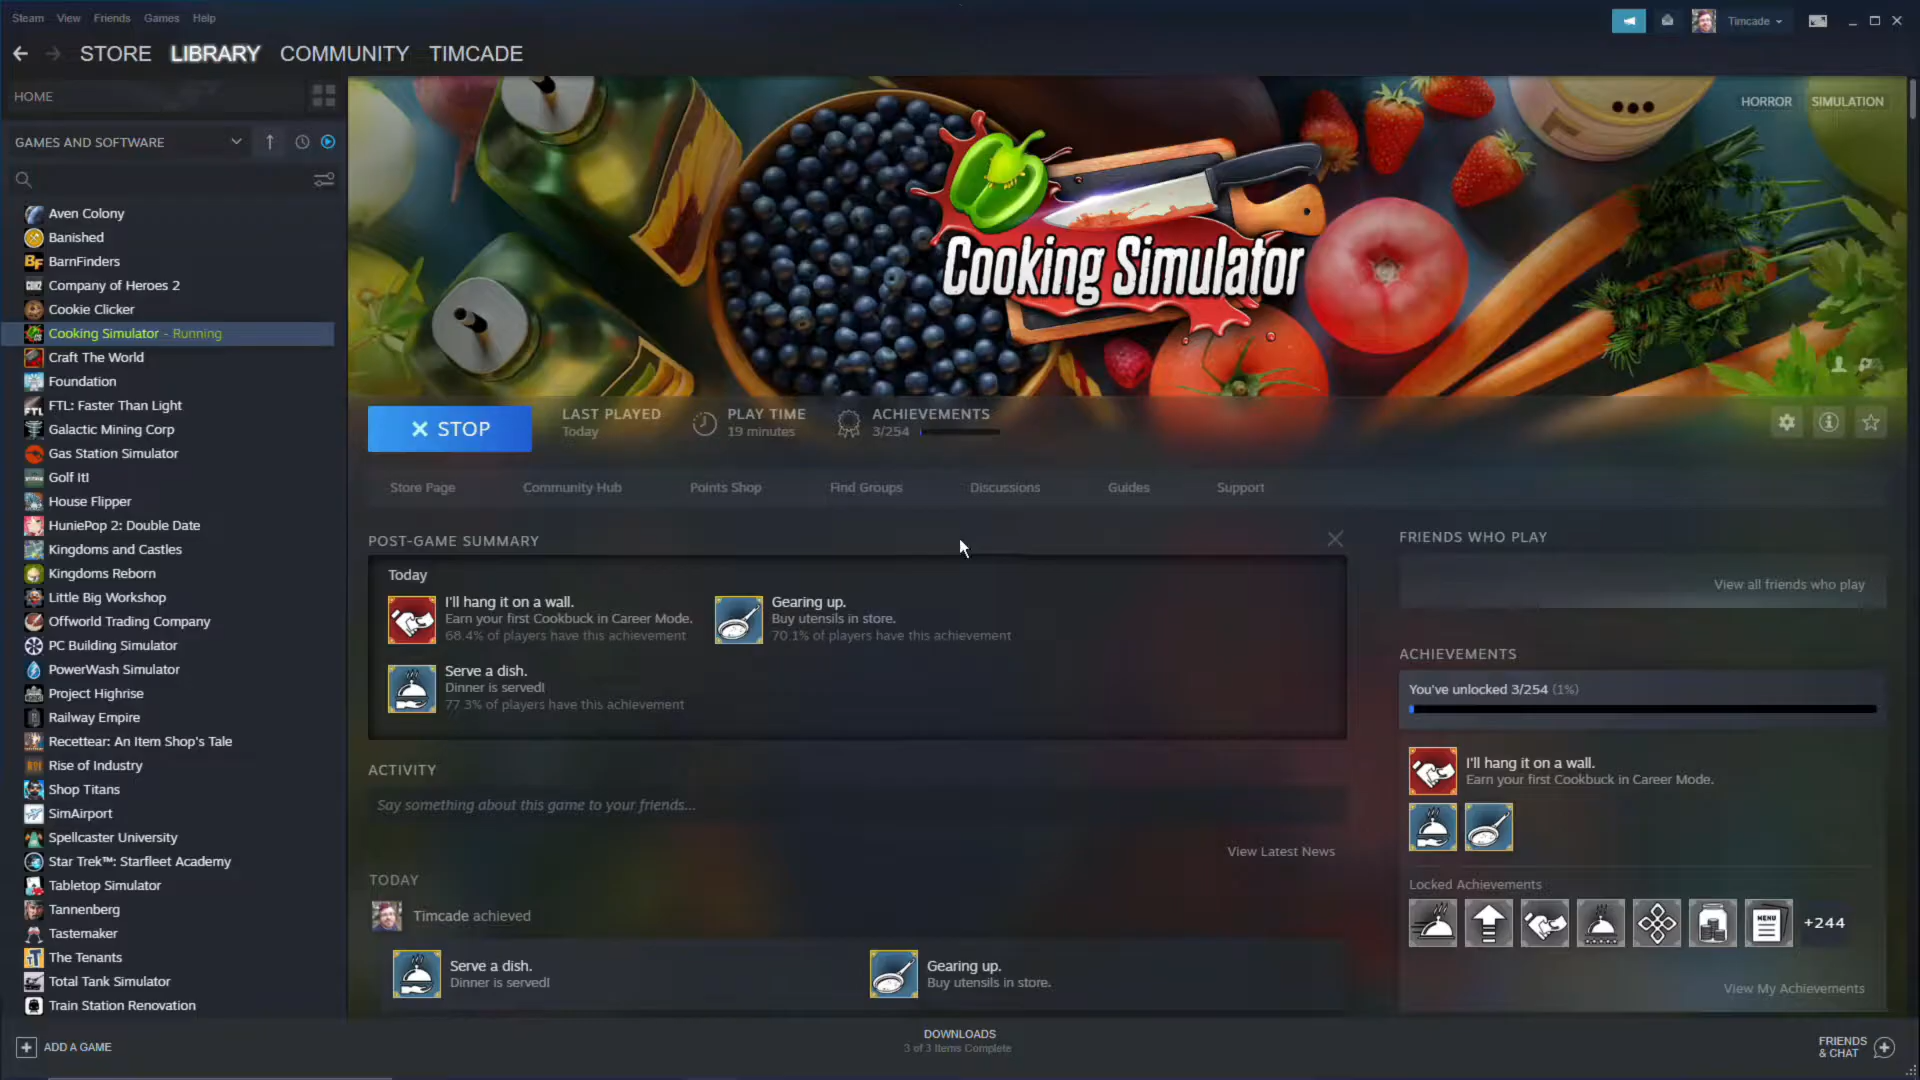 Steam View Friends Games Help
Timcade
STORE LIBRARY COMMUNITY TIMCADE
HOME
GAMES AND SOFTWARE
Aven Colony
Banished
BarnFinders
Company of Heroes 2
Cookie Clicker
Cooking Simulator - Running
Craft The World
Foundation
FTL: Faster Than Light
Galactic Mining Corp
Gas Station Simulator
Golf It!
House Flipper
HuniePop 2: Double Date
Kingdoms and Castles
Kingdoms Reborn
Little Big Workshop
Offworld Trading Company
PC Building Simulator
PowerWash Simulator
Project Highrise
Railway Empire
Recettear: An Item Shop's Tale
Rise of Industry
Shop Titans
SimAirport
Spellcaster University
Star Trek™: Starfleet Academy
Tabletop Simulator
Tannenberg
Tastemaker
The Tenants
Total Tank Simulator
Train Station Renovation
ADD A GAME
HORROR SIMULATION
Cooking Simulator
STOP
LAST PLAYED
Today
PLAY TIME
19 minutes
ACHIEVEMENTS
3/254
Store Page Community Hub Points Shop Find Groups Discussions Guides Support
POST-GAME SUMMARY
Today
I'll hang it on a wall.
Earn your first Cookbuck in Career Mode.
68.4% of players have this achievement
Gearing up.
Buy utensils in store.
70.1% of players have this achievement
Serve a dish.
Dinner is served!
77.3% of players have this achievement
ACTIVITY
Say something about this game to your friends...
View Latest News
TODAY
Timcade achieved
Serve a dish.
Dinner is served!
Gearing up.
Buy utensils in store.
FRIENDS WHO PLAY
View all friends who play
ACHIEVEMENTS
You've unlocked 3/254 (1%)
I'll hang it on a wall.
Earn your first Cookbuck in Career Mode.
Locked Achievements
MENU
+244
View My Achievements
DOWNLOADS
3 of 3 Items Complete
FRIENDS
& CHAT